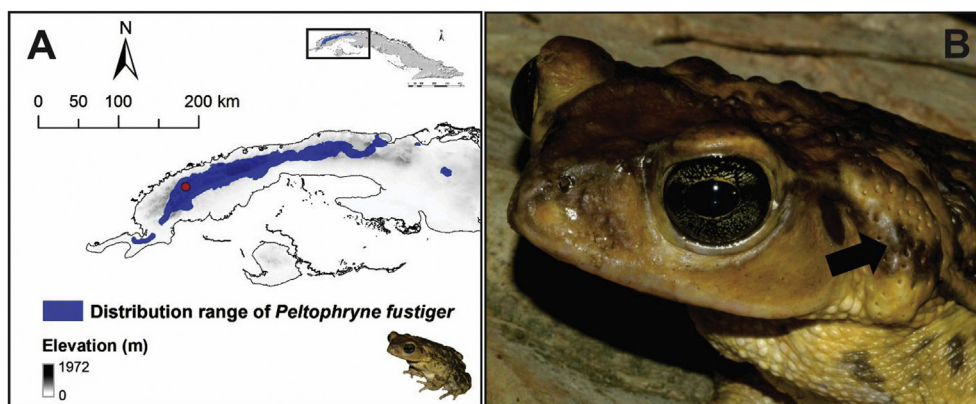 A
N
0 50 100 200 km
Distribution range of Peltophryne fustiger
Elevation (m)
1972
0
B